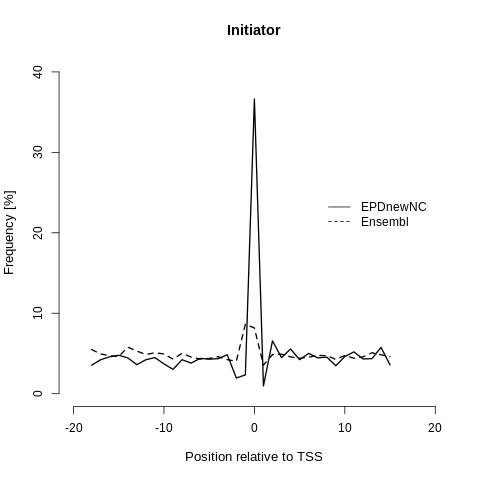 Initiator
Frequency [%]
40
30
20
10
0
EPDnewNC
Ensembl
-20 -10 0 10 20
Position relative to TSS